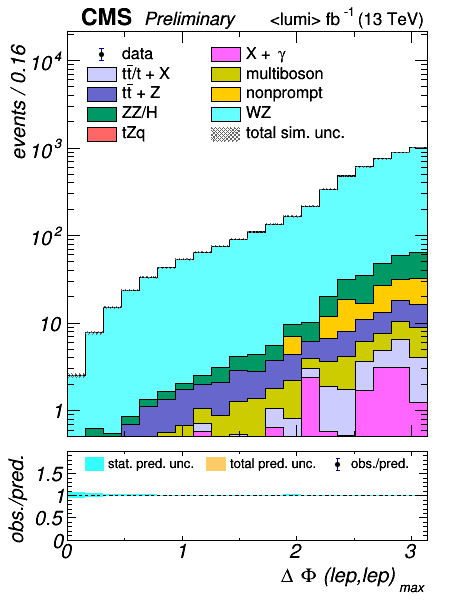 CMS Preliminary <lumi> fb⁻¹ (13 TeV)
events / 0.16
10⁴
10³
10²
10
1
data
tt̄/t + X
tt̄ + Z
ZZ/H
tZq
X + γ
multiboson
nonprompt
WZ
total sim. unc.
obs./pred.
1.5
1
0.5
0
stat. pred. unc. total pred. unc. obs./pred.
0 1 2 3
Δ Φ (lep,lep) max